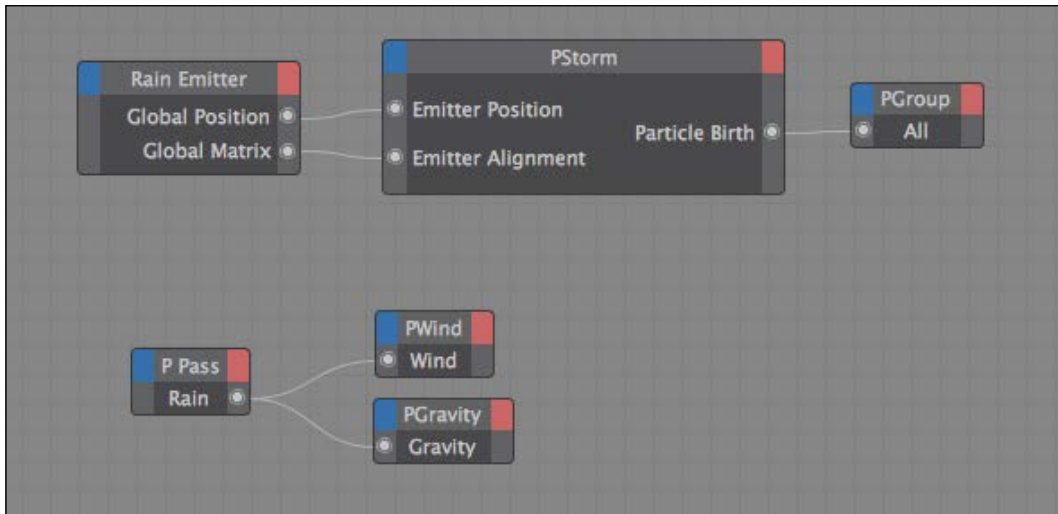 Rain Emitter
Global Position
Global Matrix
PStorm
Emitter Position
Emitter Alignment
Particle Birth
PGroup
All
P Pass
Rain
PWind
Wind
PGravity
Gravity